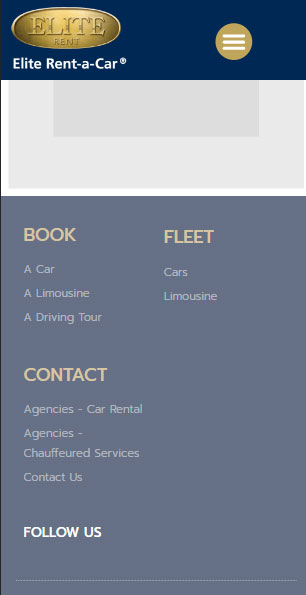 ELITE
RENT
Elite Rent-a-Car®
BOOK
A Car
A Limousine
A Driving Tour
FLEET
Cars
Limousine
CONTACT
Agencies - Car Rental
Agencies -
Chauffeured Services
Contact Us
FOLLOW US